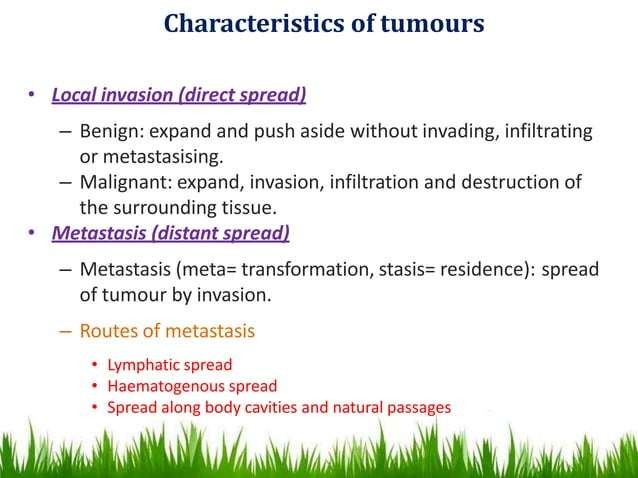 Characteristics of tumours
• Local invasion (direct spread)
– Benign: expand and push aside without invading, infiltrating
or metastasising.
– Malignant: expand, invasion, infiltration and destruction of
the surrounding tissue.
• Metastasis (distant spread)
– Metastasis (meta= transformation, stasis= residence): spread
of tumour by invasion.
– Routes of metastasis
• Lymphatic spread
• Haematogenous spread
• Spread along body cavities and natural passages